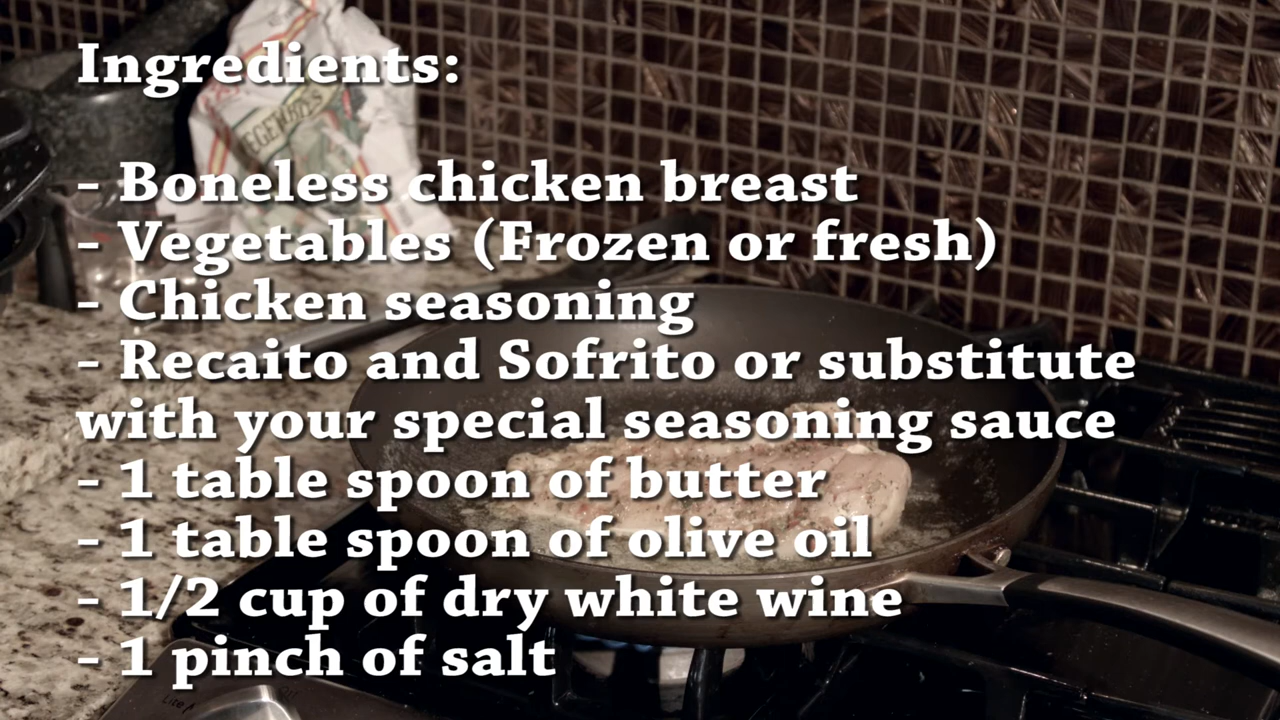 Ingredients:
- Boneless chicken breast
- Vegetables (Frozen or fresh)
- Chicken seasoning
- Recaito and Sofrito or substitute
with your special seasoning sauce
- 1 table spoon of butter
- 1 table spoon of olive oil
- 1/2 cup of dry white wine
- 1 pinch of salt